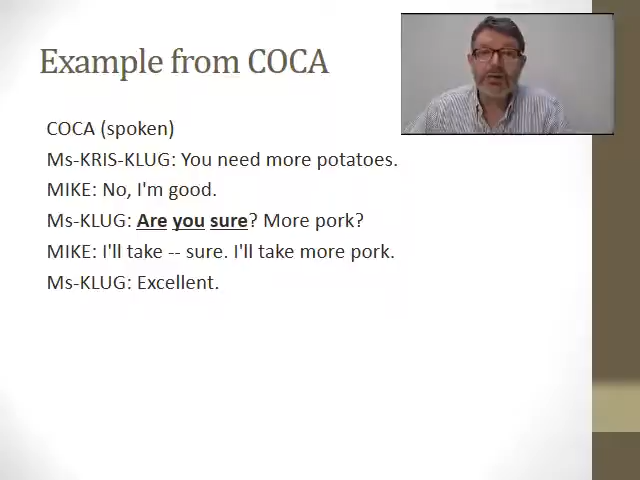 Example from COCA
COCA (spoken)
Ms-KRIS-KLUG: You need more potatoes.
MIKE: No, I'm good.
Ms-KLUG: Are you sure? More pork?
MIKE: I'll take -- sure. I'll take more pork.
Ms-KLUG: Excellent.